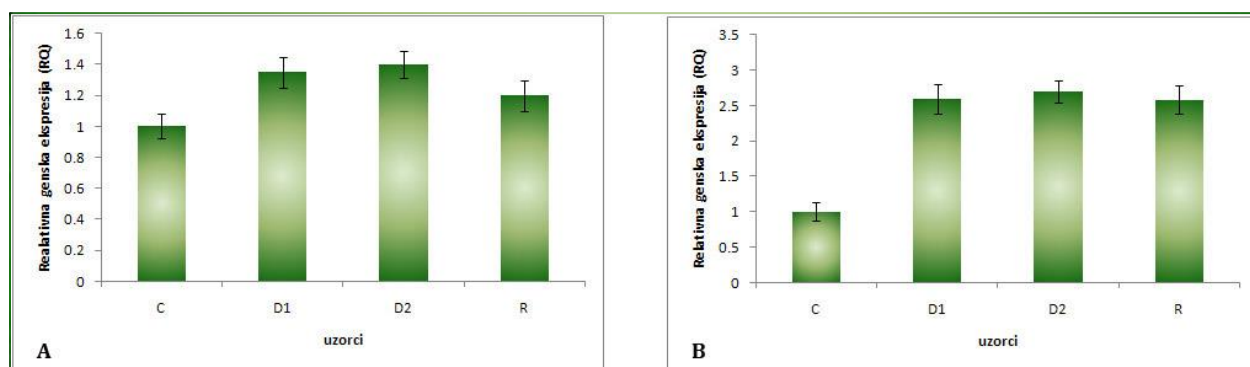 Realativna genska ekspresija (RQ)
1.6
1.4
1.2
1
0.8
0.6
0.4
0.2
0
C D1 D2 R
uzorci
A
Relativna genska ekspresija (RQ)
3.5
3
2.5
2
1.5
1
0.5
0
C D1 D2 R
uzorci
B